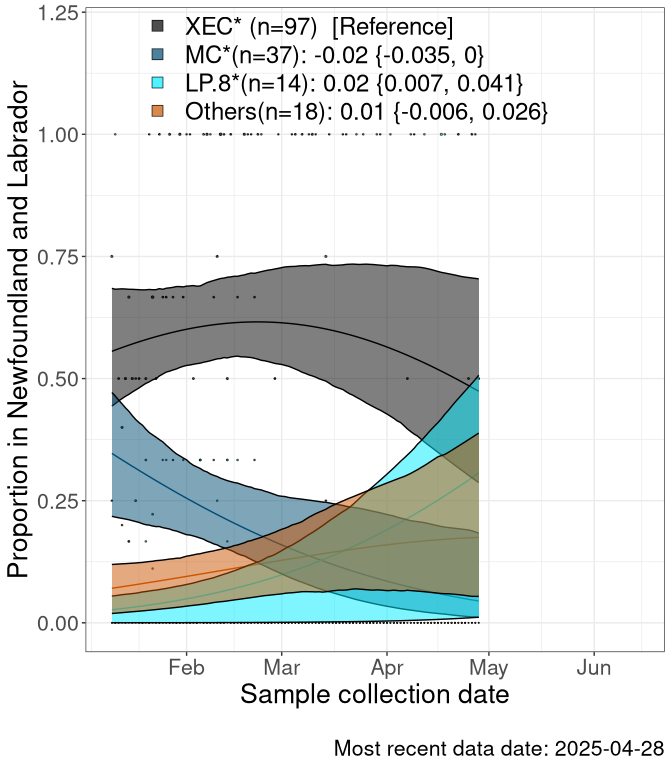 XEC* (n=97)  [Reference]
MC*(n=37): -0.02 {-0.035, 0}
LP.8*(n=14): 0.02 {0.007, 0.041}
Others(n=18): 0.01 {-0.006, 0.026}
Proportion in Newfoundland and Labrador
1.25
1.00
0.75
0.50
0.25
0.00
Feb Mar Apr May Jun
Sample collection date
Most recent data date: 2025-04-28